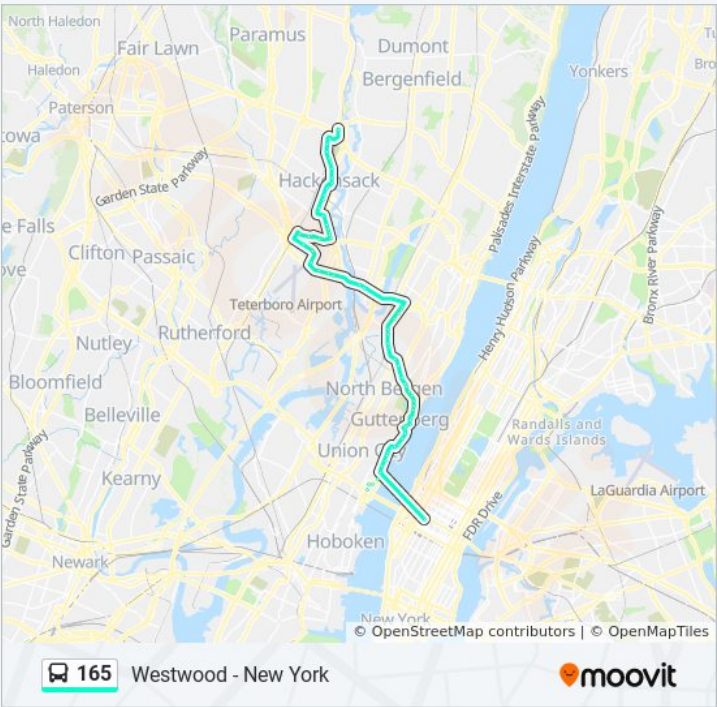 North Haledon
Paramus
Dumont
Fair Lawn
Haledon
Bergenfield
Yonkers
Paterson
Garden State Parkway
Hackensack
Palisades Interstate Parkway
e Falls
Clifton
Passaic
Bronx River Parkway
Henry Hudson Parkway
Teterboro Airport
Rutherford
Nutley
Bloomfield
North Bergen
Belleville
Guttenberg
Randalls and
Wards Islands
Garden State Parkway
Union City
Kearny
LaGuardia Airport
FDR Drive
Hoboken
Newark
New York
© OpenStreetMap contributors | © OpenMapTiles
165 Westwood - New York
moovit